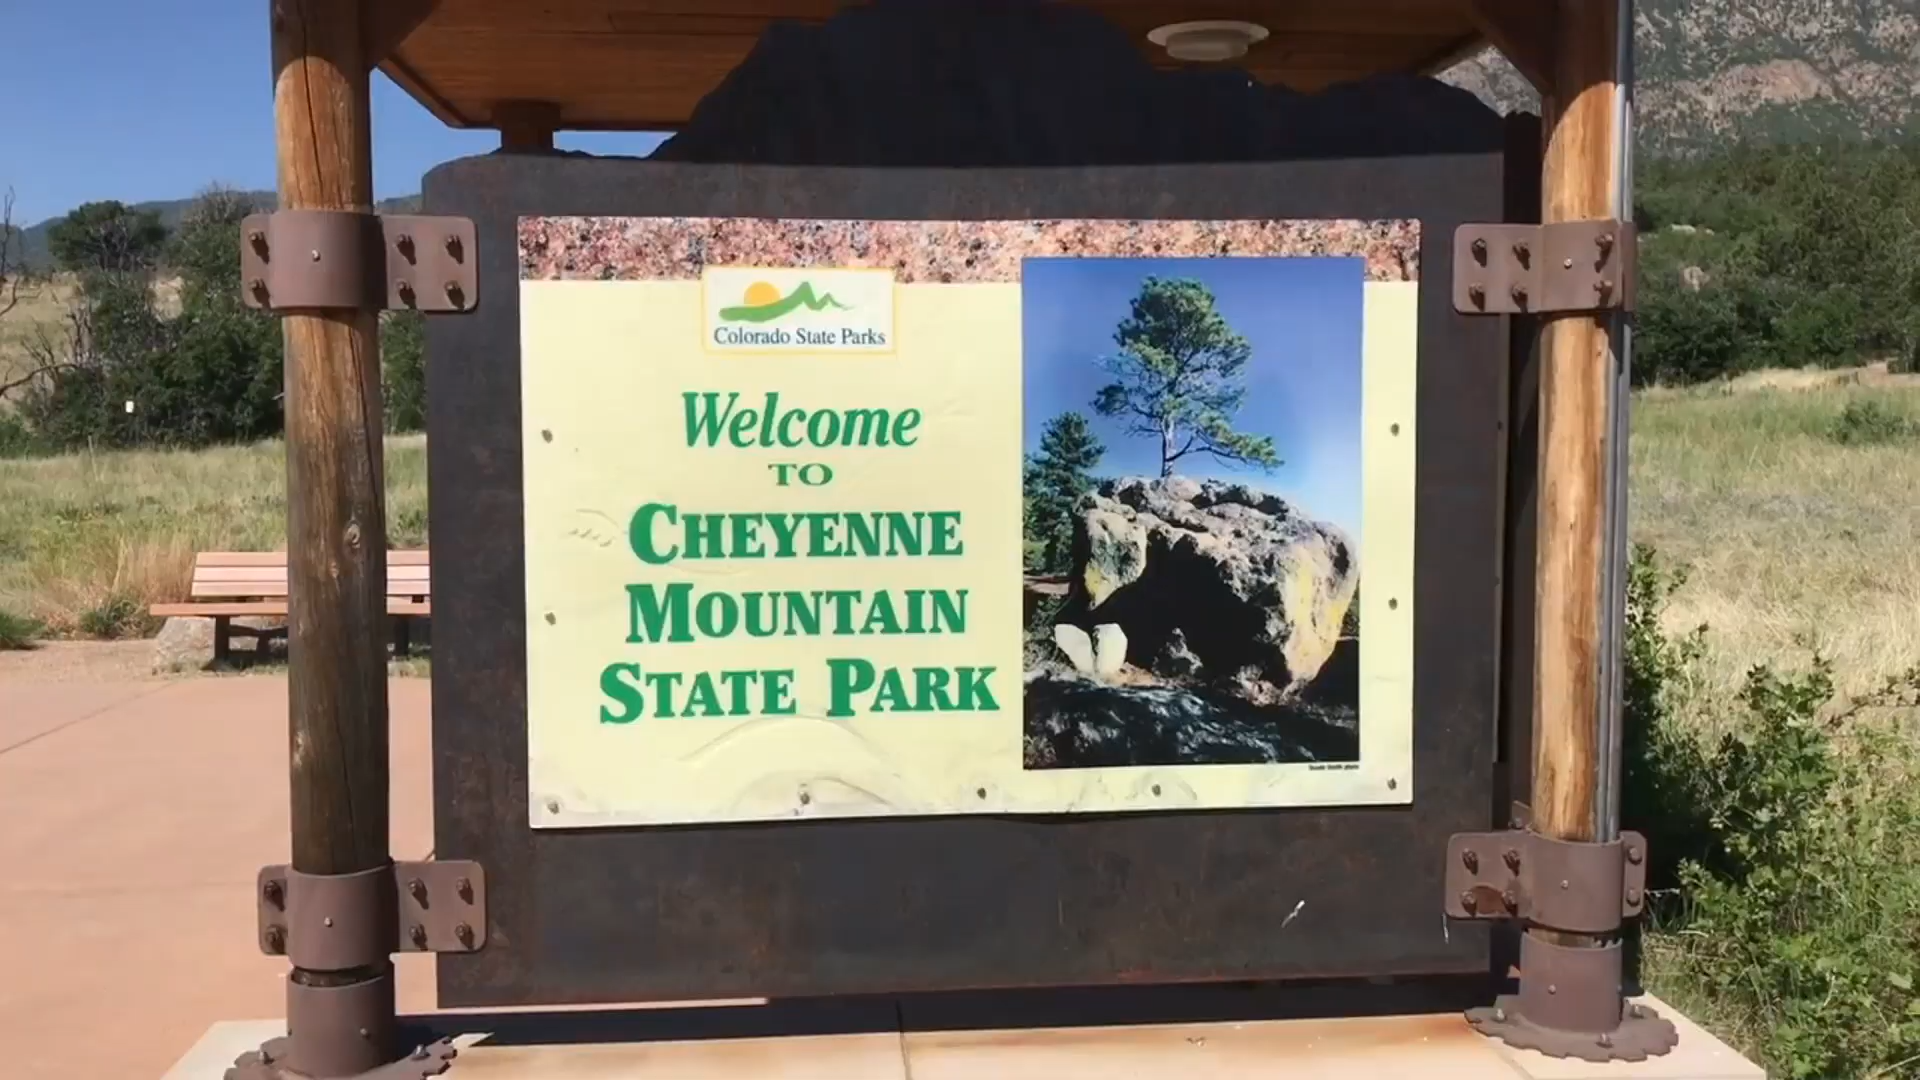 Colorado State Parks
Welcome
TO
CHEYENNE
MOUNTAIN
STATE PARK